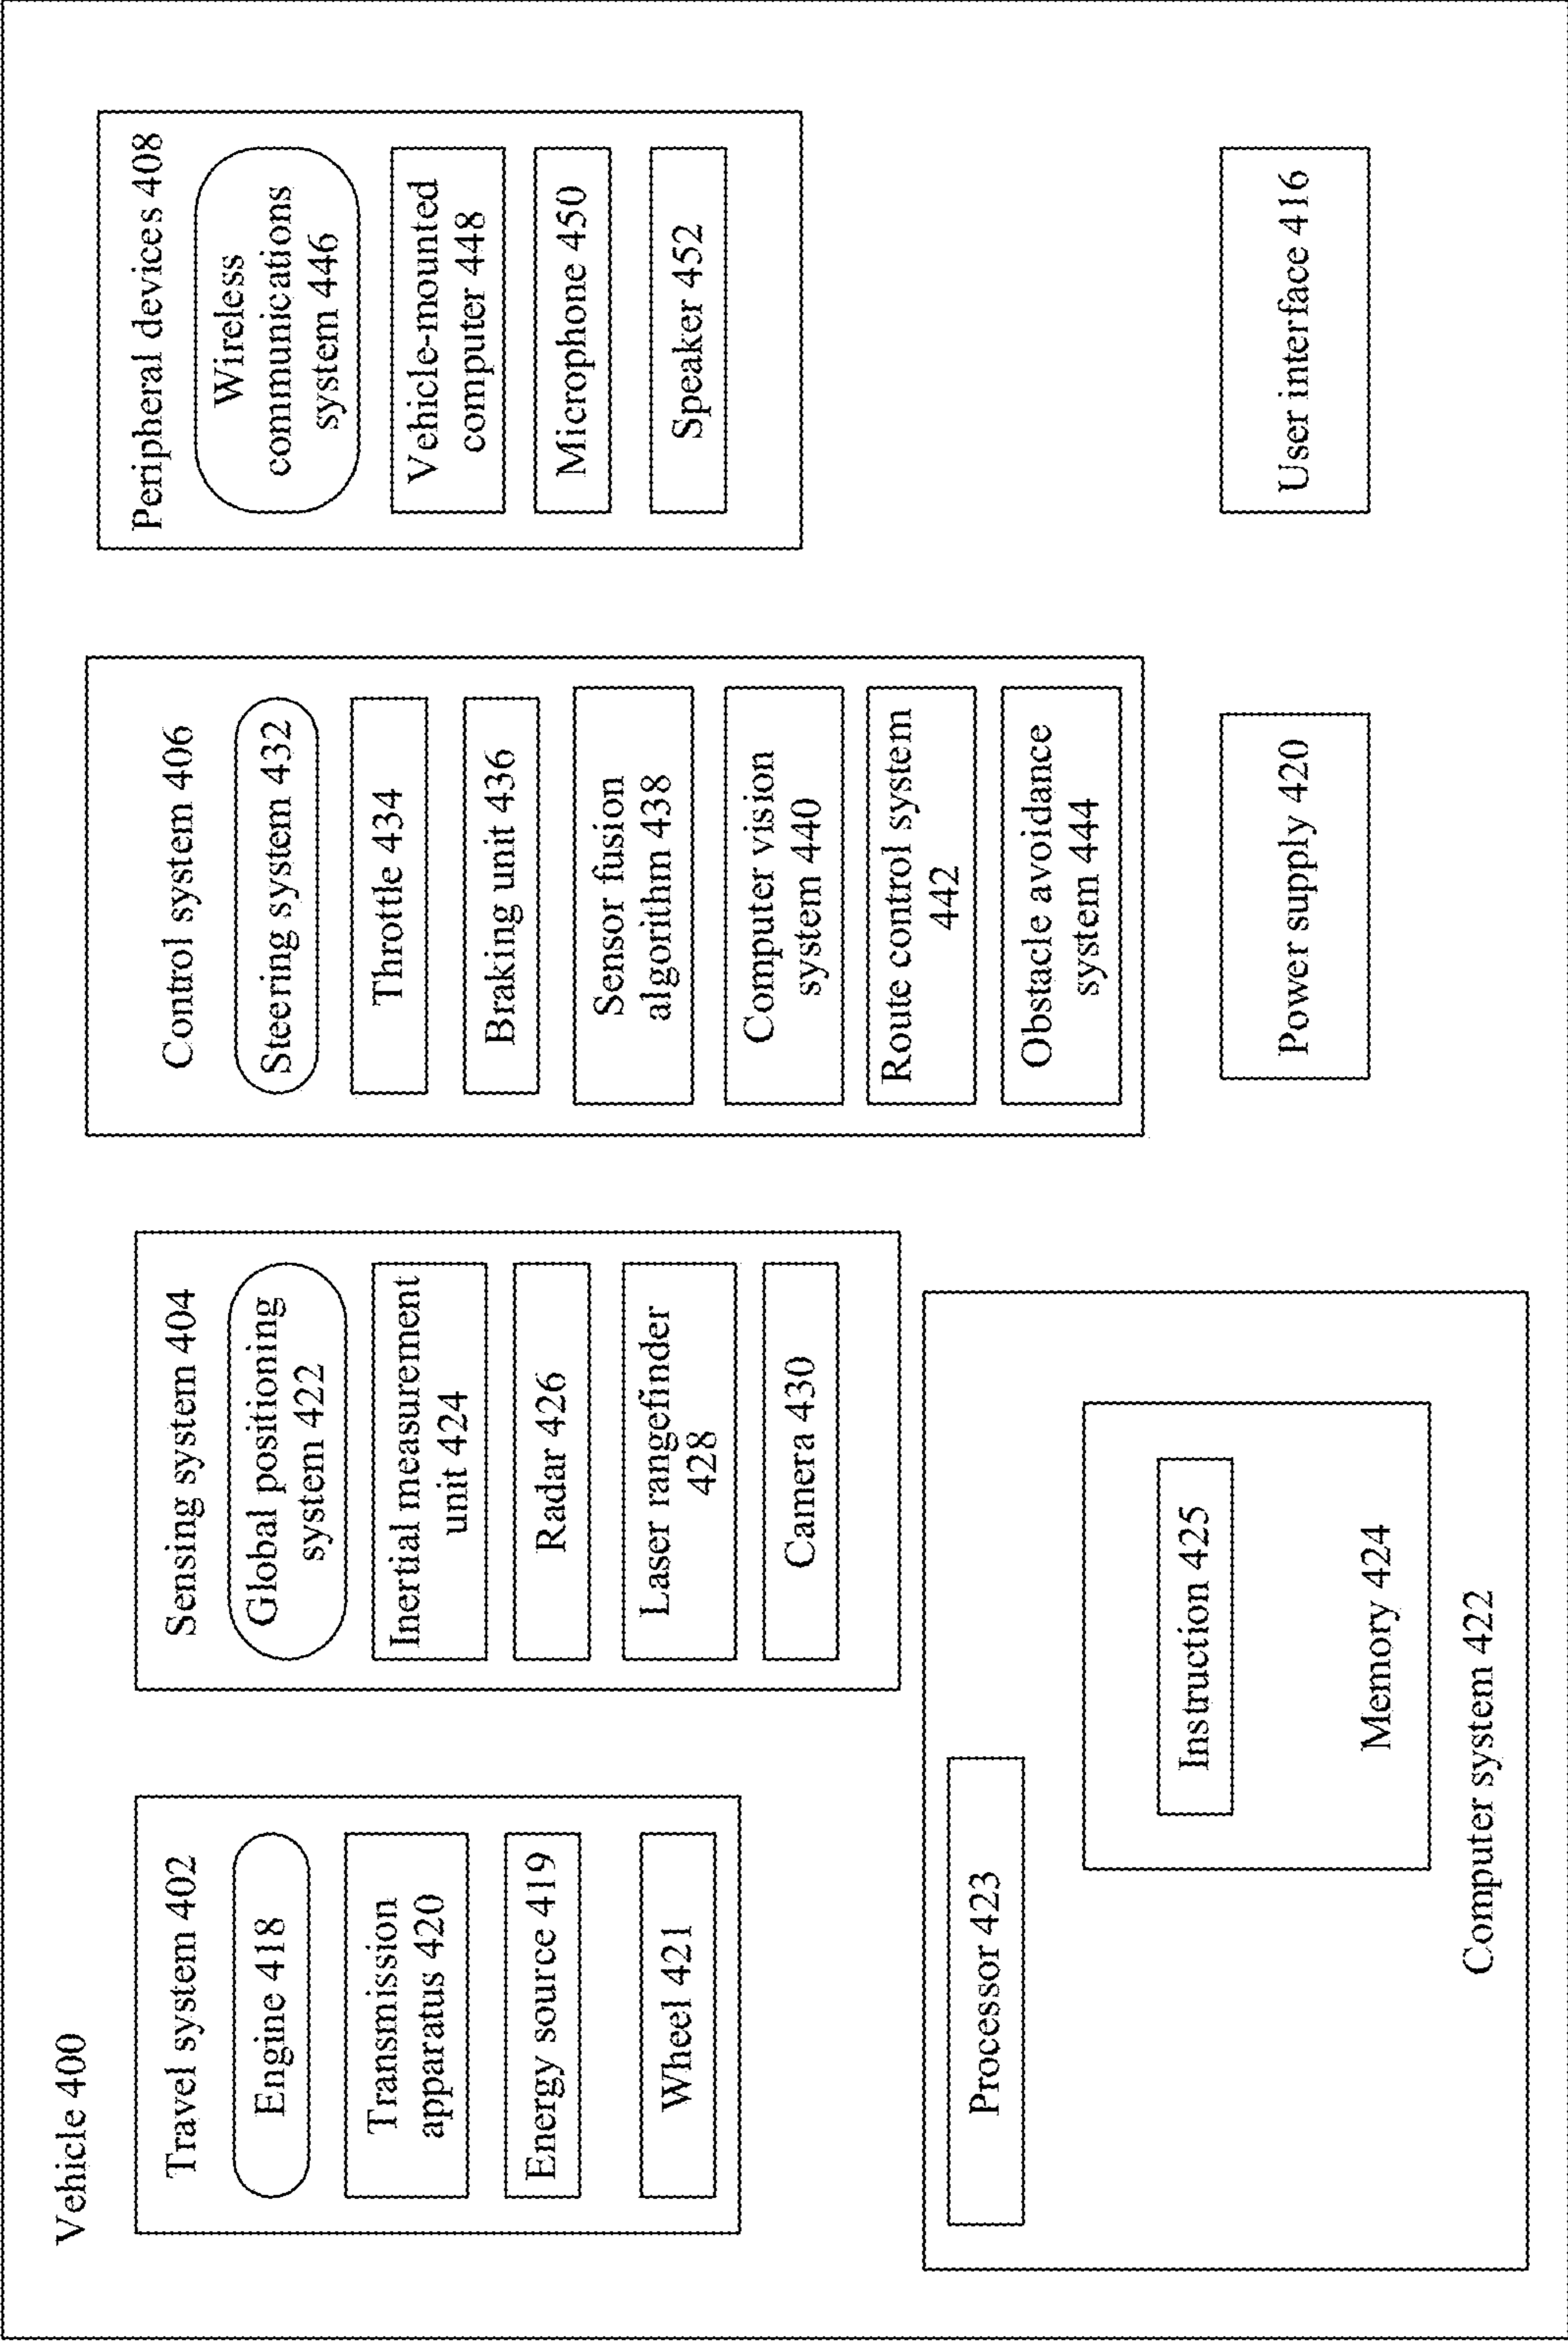 Vehicle 400
Travel system 402
Engine 418
Transmission
apparatus 420
Energy source 419
Wheel 421
Sensing system 404
Global positioning
system 422
Inertial measurement
unit 424
Radar 426
Laser rangefinder
428
Camera 430
Control system 406
Steering system 432
Throttle 434
Braking unit 436
Sensor fusion
algorithm 438
Computer vision
system 440
Route control system
442
Obstacle avoidance
system 444
Peripheral devices 408
Wireless
communications
system 446
Vehicle-mounted
computer 448
Microphone 450
Speaker 452
Processor 423
Instruction 425
Memory 424
Computer system 422
Power supply 420
User interface 416